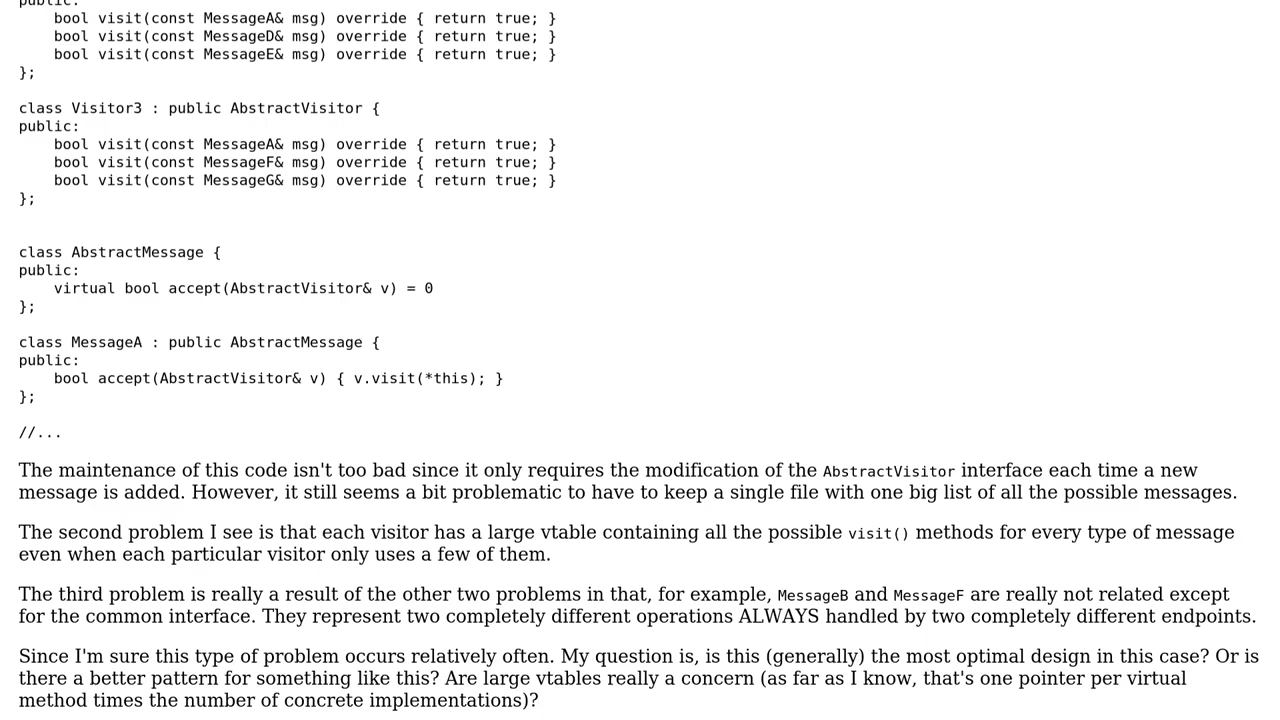 public:
    bool visit(const MessageA& msg) override { return true; }
    bool visit(const MessageD& msg) override { return true; }
    bool visit(const MessageE& msg) override { return true; }
};
class Visitor3 : public AbstractVisitor {
public:
    bool visit(const MessageA& msg) override { return true; }
    bool visit(const MessageF& msg) override { return true; }
    bool visit(const MessageG& msg) override { return true; }
};
class AbstractMessage {
public:
    virtual bool accept(AbstractVisitor& v) = 0
};
class MessageA : public AbstractMessage {
public:
    bool accept(AbstractVisitor& v) { v.visit(*this); }
};
//...
The maintenance of this code isn't too bad since it only requires the modification of the AbstractVisitor interface each time a new
message is added. However, it still seems a bit problematic to have to keep a single file with one big list of all the possible messages.
The second problem I see is that each visitor has a large vtable containing all the possible visit() methods for every type of message
even when each particular visitor only uses a few of them.
The third problem is really a result of the other two problems in that, for example, MessageB and MessageF are really not related except
for the common interface. They represent two completely different operations ALWAYS handled by two completely different endpoints.
Since I'm sure this type of problem occurs relatively often. My question is, is this (generally) the most optimal design in this case? Or is
there a better pattern for something like this? Are large vtables really a concern (as far as I know, that's one pointer per virtual
method times the number of concrete implementations)?